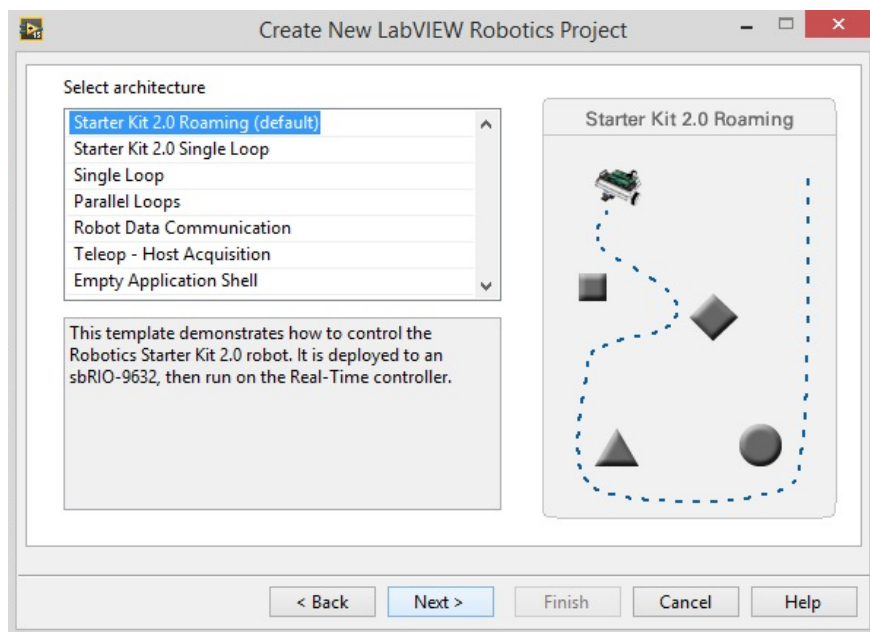 Create New LabVIEW Robotics Project
Select architecture
Starter Kit 2.0 Roaming (default)
Starter Kit 2.0 Single Loop
Single Loop
Parallel Loops
Robot Data Communication
Teleop - Host Acquisition
Empty Application Shell
This template demonstrates how to control the
Robotics Starter Kit 2.0 robot. It is deployed to an
sbRIO-9632, then run on the Real-Time controller.
Starter Kit 2.0 Roaming
< Back Next > Finish Cancel Help